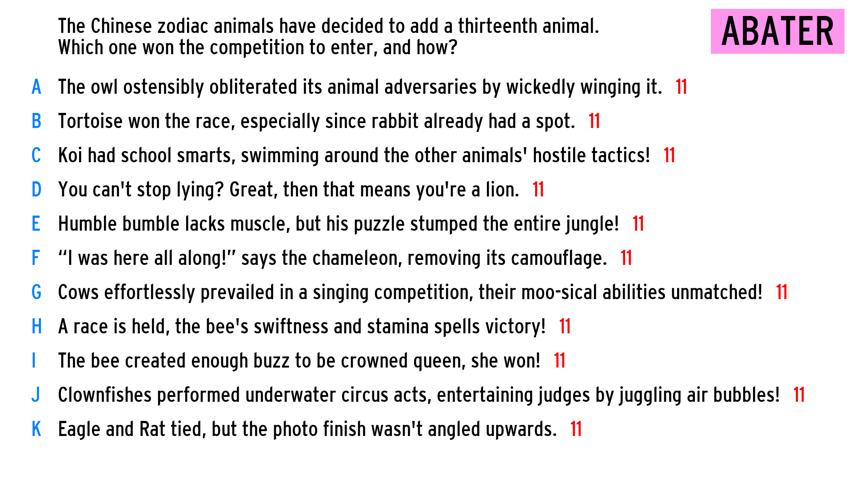 The Chinese zodiac animals have decided to add a thirteenth animal.
Which one won the competition to enter, and how?
ABATER
A The owl ostensibly obliterated its animal adversaries by wickedly winging it. 11
B Tortoise won the race, especially since rabbit already had a spot. 11
C Koi had school smarts, swimming around the other animals' hostile tactics! 11
D You can't stop lying? Great, then that means you're a lion. 11
E Humble bumble lacks muscle, but his puzzle stumped the entire jungle! 11
F “I was here all along!” says the chameleon, removing its camouflage. 11
G Cows effortlessly prevailed in a singing competition, their moo-sical abilities unmatched! 11
H A race is held, the bee's swiftness and stamina spells victory! 11
I The bee created enough buzz to be crowned queen, she won! 11
J Clownfishes performed underwater circus acts, entertaining judges by juggling air bubbles! 11
K Eagle and Rat tied, but the photo finish wasn't angled upwards. 11